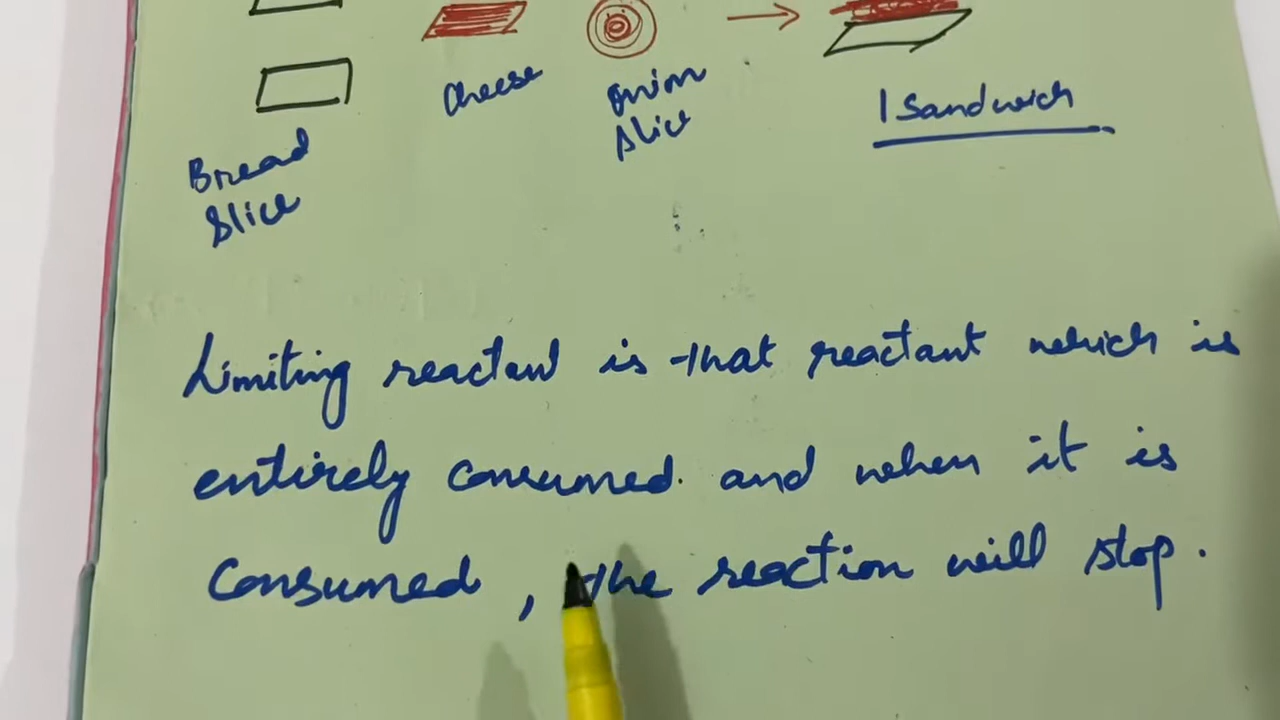 Cheese
Onion
Slice
1 Sandwich
Bread
Slice
Limiting reactant is that reactant which is
entirely consumed. and when it is
consumed, the reaction will stop.